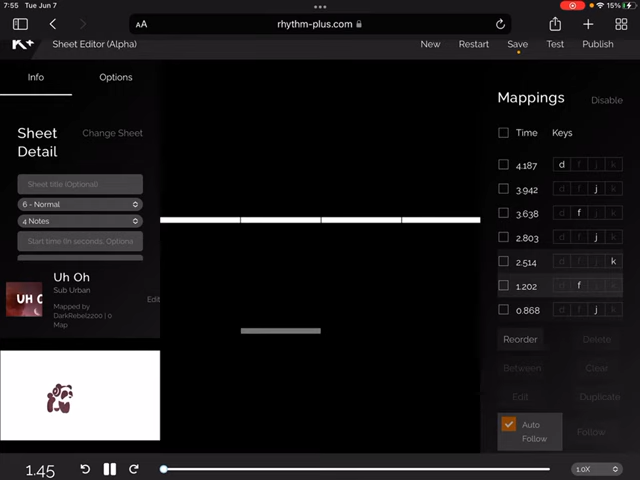 7:55 Tue Jun 7
15%
AA
rhythm-plus.com
Sheet Editor (Alpha)
New
Restart
Save
Test
Publish
Info
Options
Sheet
Detail
Change Sheet
Sheet title (Optional)
6 - Normal
4 Notes
Start time (In seconds, Optiona
Uh Oh
Sub Urban
Mapped by
DarkRebel2200 | 0
Map
Edit
UH O
Mappings
Disable
Time
Keys
4.187 d f j k
3.942 d f j k
3.638 d f j k
2.803 d f j k
2.514 d f j k
1.202 d f j k
0.868 d f j k
Reorder
Delete
Between
Clear
Edit
Duplicate
Auto
Follow
Follow
1.45
1.0X